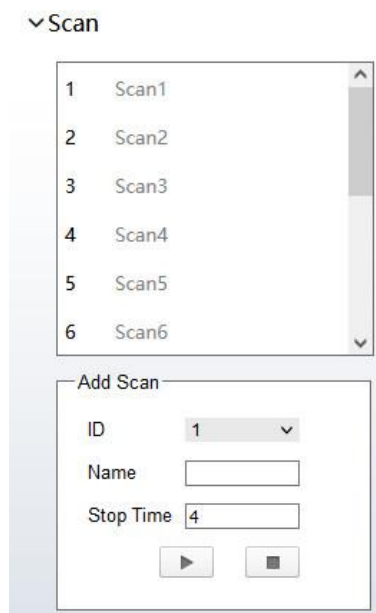 Scan
1 Scan1
2 Scan2
3 Scan3
4 Scan4
5 Scan5
6 Scan6
Add Scan
ID 1
Name
Stop Time 4